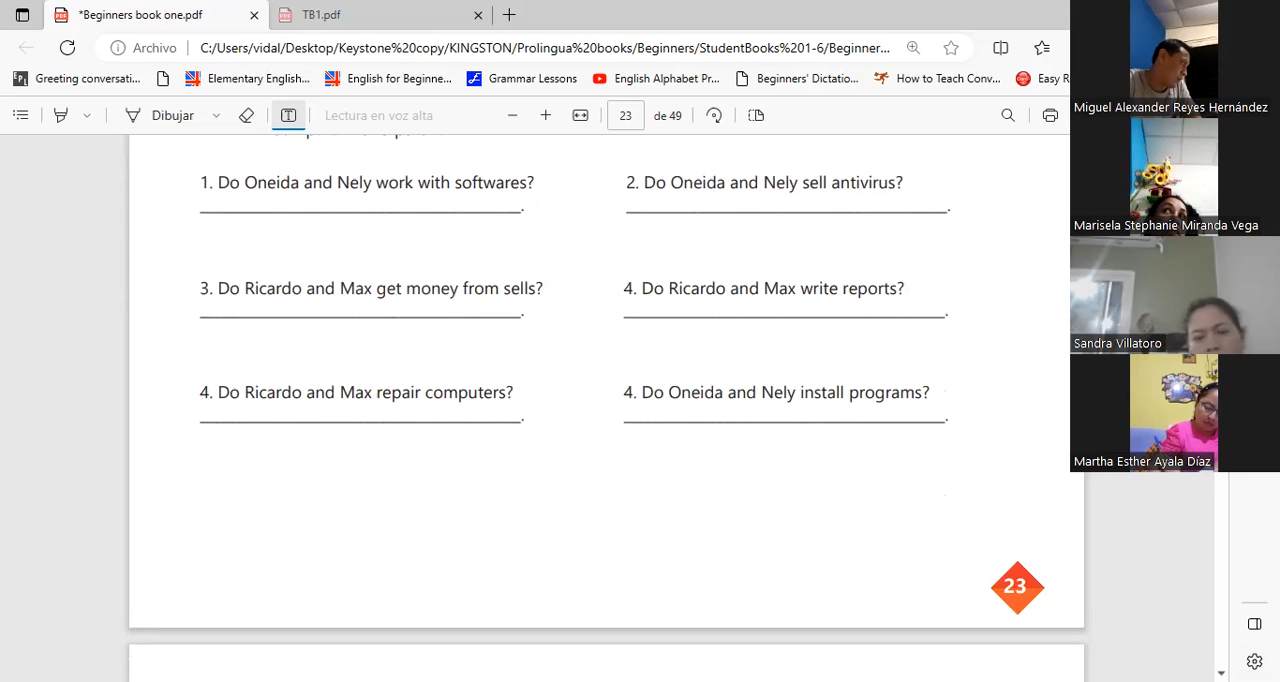 *Beginners book one.pdf
TB1.pdf
Archivo
C:/Users/vidal/Desktop/Keystone%20copy/KINGSTON/Prolingua%20books/Beginners/StudentBooks%201-6/Beginner...
Greeting conversati...
Elementary English...
English for Beginne...
Grammar Lessons
English Alphabet Pr...
Beginners' Dictatio...
How to Teach Conv...
Easy R
Dibujar
Lectura en voz alta
23
de 49
1. Do Oneida and Nely work with softwares?
2. Do Oneida and Nely sell antivirus?
3. Do Ricardo and Max get money from sells?
4. Do Ricardo and Max write reports?
4. Do Ricardo and Max repair computers?
4. Do Oneida and Nely install programs?
23
Miguel Alexander Reyes Hernández
Marisela Stephanie Miranda Vega
Sandra Villatoro
Martha Esther Ayala Díaz